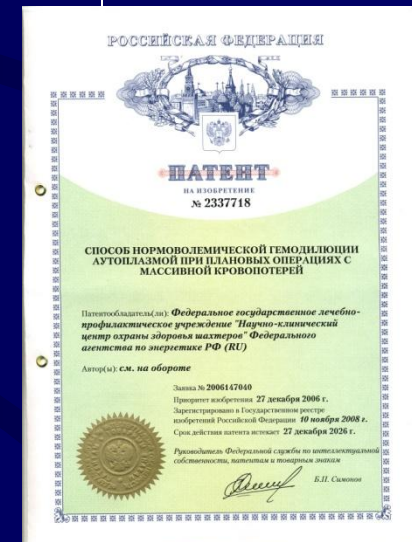 РОССИЙСКАЯ ФЕДЕРАЦИЯ
ПАТЕНТ
НА ИЗОБРЕТЕНИЕ
№ 2337718
СПОСОБ НОРМОВОЛЕМИЧЕСКОЙ ГЕМОДИЛЮЦИИ
АУТОПЛАЗМОЙ ПРИ ПЛАНОВЫХ ОПЕРАЦИЯХ С
МАССИВНОЙ КРОВОПОТЕРЕЙ
Патентообладатель(ли): Федеральное государственное лечебно-
профилактическое учреждение "Научно-клинический
центр охраны здоровья шахтеров" Федерального
агентства по энергетике РФ (RU)
Автор(ы): см. на обороте
Заявка № 2006147040
Приоритет изобретения 27 декабря 2006 г.
Зарегистрировано в Государственном реестре
изобретений Российской Федерации 10 ноября 2008 г.
Срок действия патента истекает 27 декабря 2026 г.
Руководитель Федеральной службы по интеллектуальной
собственности, патентам и товарным знакам
Б.П. Симонов